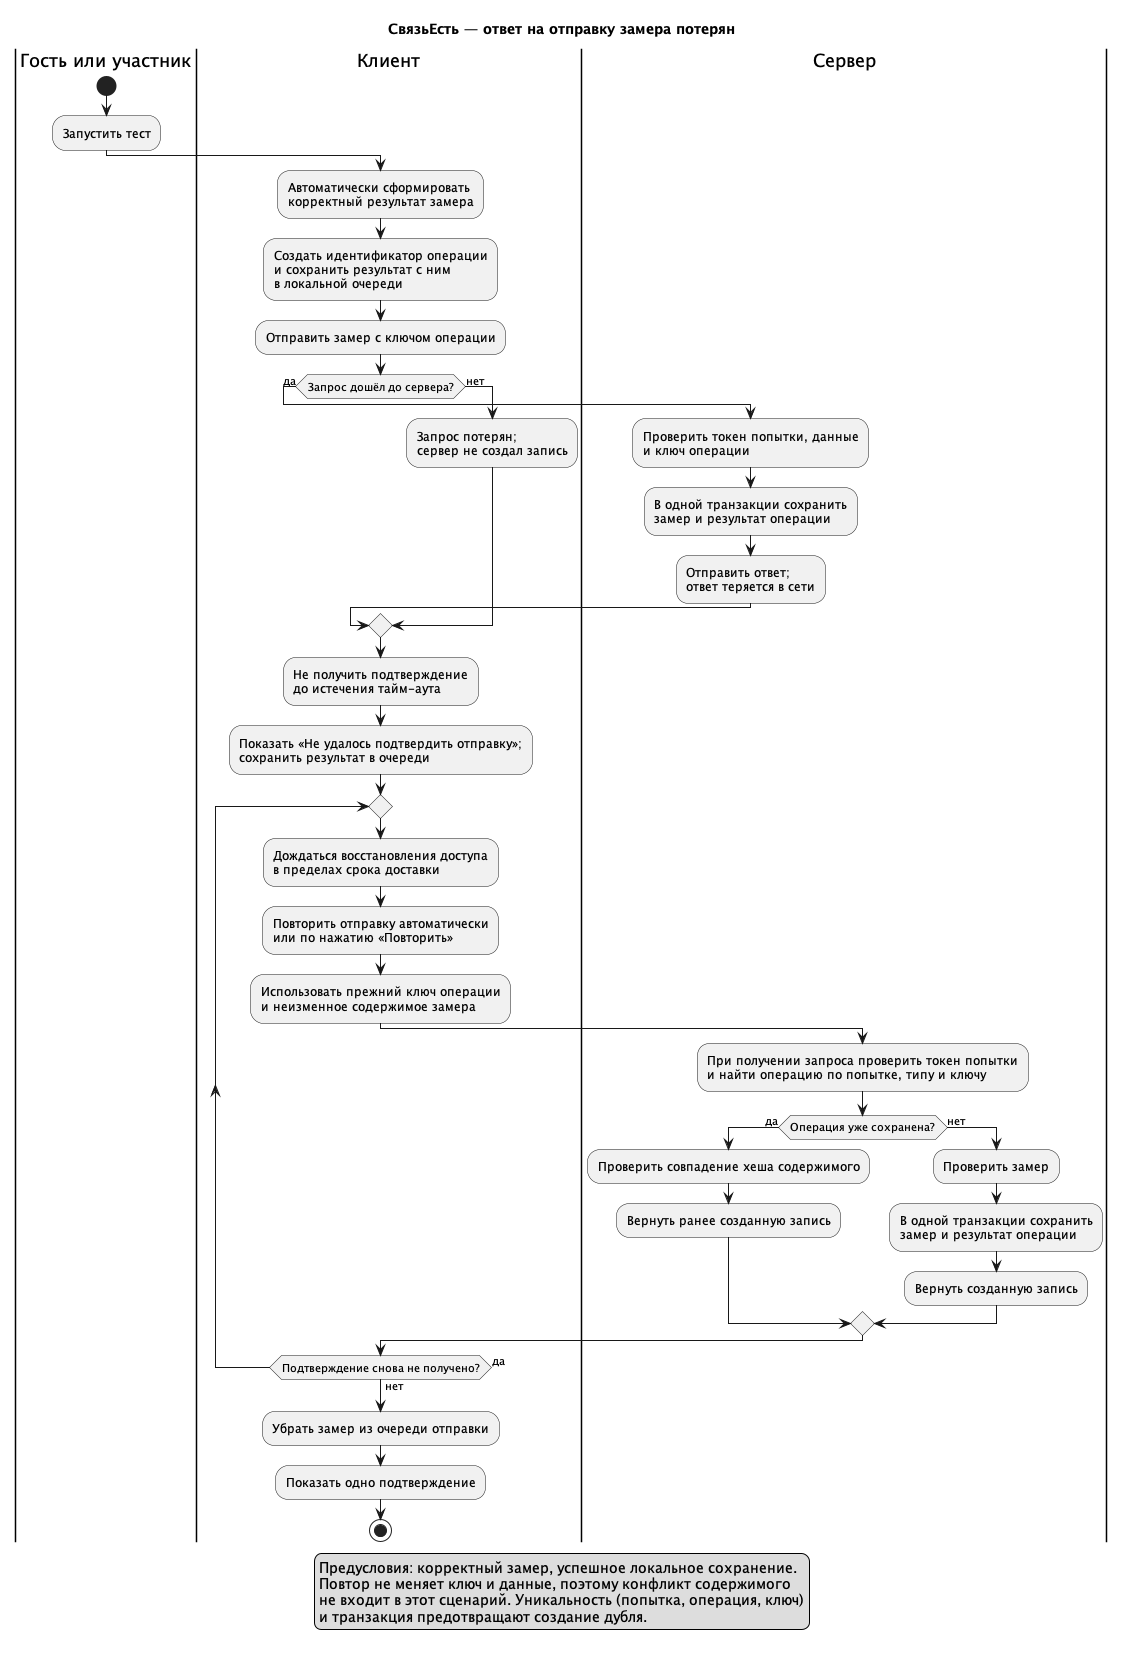 СвязьЕсть — ответ на отправку замера потерян
Гость или участник
Клиент
Сервер
Запустить тест
Автоматически сформировать
корректный результат замера
Создать идентификатор операции
и сохранить результат с ним
в локальной очереди
Отправить замер с ключом операции
да
Запрос дошёл до сервера?
нет
Запрос потерян;
сервер не создал запись
Проверить токен попытки, данные
и ключ операции
В одной транзакции сохранить
замер и результат операции
Отправить ответ;
ответ теряется в сети
Не получить подтверждение
до истечения тайм-аута
Показать «Не удалось подтвердить отправку»;
сохранить результат в очереди
Дождаться восстановления доступа
в пределах срока доставки
Повторить отправку автоматически
или по нажатию «Повторить»
Использовать прежний ключ операции
и неизменное содержимое замера
При получении запроса проверить токен попытки
и найти операцию по попытке, типу и ключу
да
Операция уже сохранена?
нет
Проверить совпадение хеша содержимого
Вернуть ранее созданную запись
Проверить замер
В одной транзакции сохранить
замер и результат операции
Вернуть созданную запись
Подтверждение снова не получено?
да
нет
Убрать замер из очереди отправки
Показать одно подтверждение
Предусловия: корректный замер, успешное локальное сохранение.
Повтор не меняет ключ и данные, поэтому конфликт содержимого
не входит в этот сценарий. Уникальность (попытка, операция, ключ)
и транзакция предотвращают создание дубля.